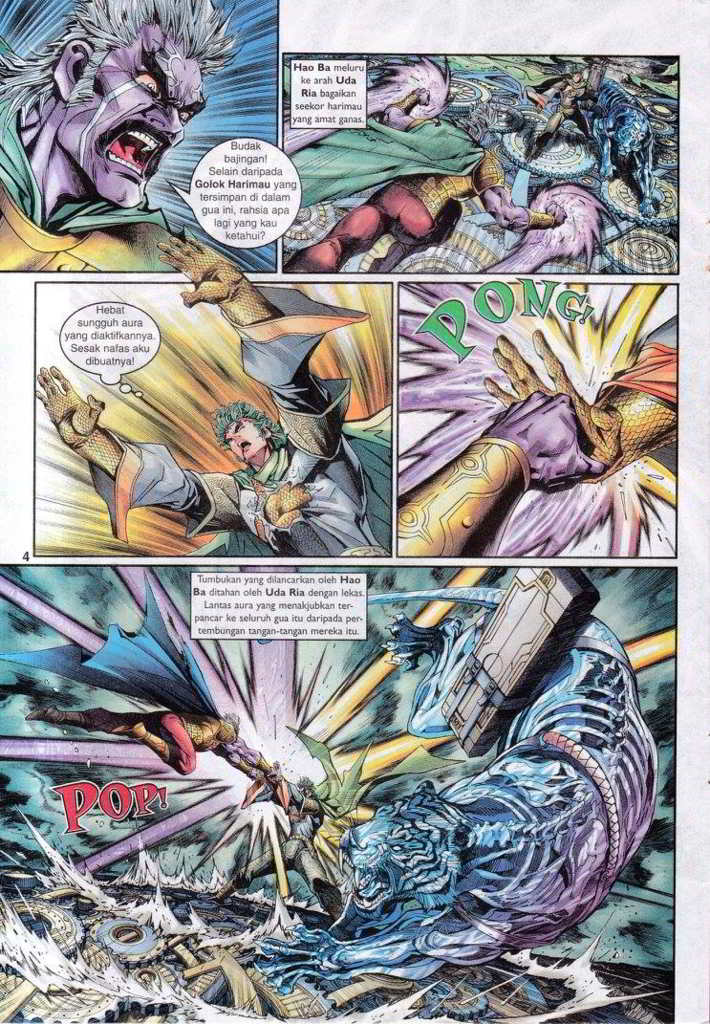 Budak
bajingan!
Selain daripada
Golok Harimau yang
tersimpan di dalam
gua ini, rahsia apa
lagi yang kau
ketahui?
Hao Ba meluru
ke arah Uda
Ria bagaikan
seekor harimau
yang amat ganas.
Hebat
sungguh aura
yang diaktifkannya.
Sesak nafas aku
dibuatnya!
PONG!
4
Tumbukan yang dilancarkan oleh Hao
Ba ditahan oleh Uda Ria dengan lekas.
Lantas aura yang menakjubkan ter-
pancar ke seluruh gua itu daripada per-
tembungan tangan-tangan mereka itu.
POP!